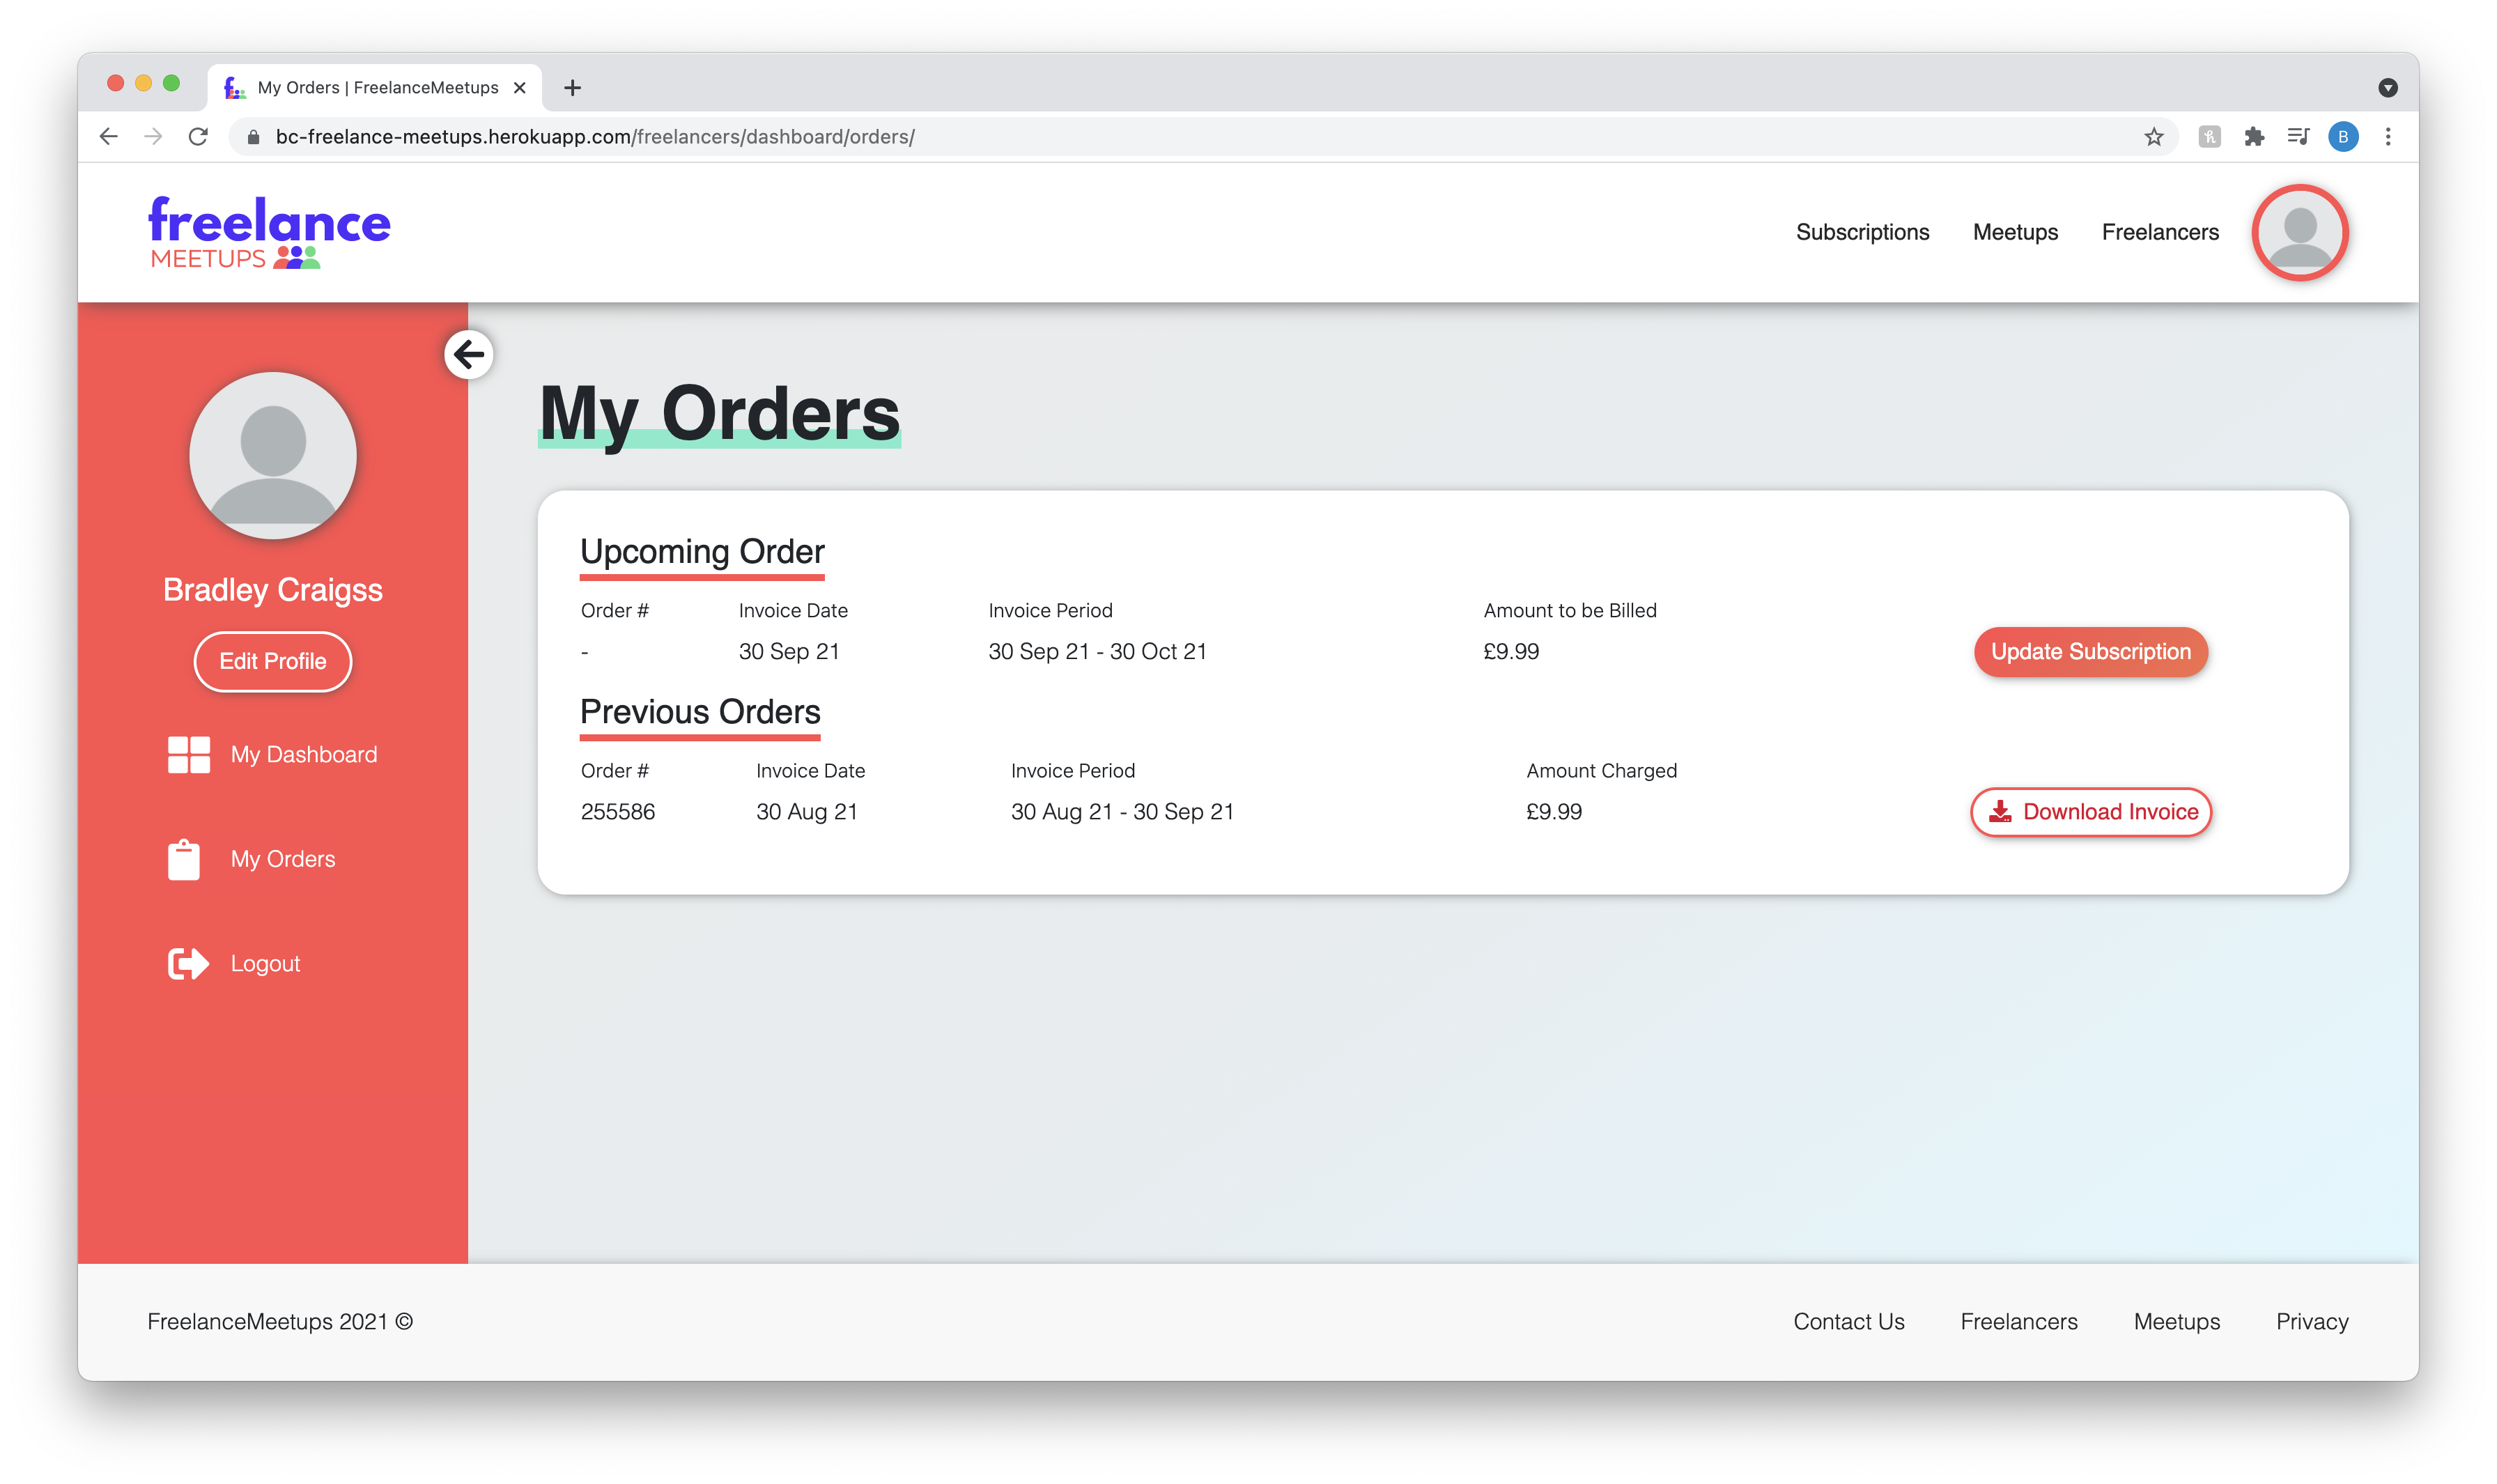 My Orders | FreelanceMeetups
bc-freelance-meetups.herokuapp.com/freelancers/dashboard/orders/
B
freelance
MEETUPS
Subscriptions Meetups Freelancers
My Orders
Bradley Craigss
Edit Profile
My Dashboard
My Orders
Logout
Upcoming Order
Order # Invoice Date Invoice Period Amount to be Billed
- 30 Sep 21 30 Sep 21 - 30 Oct 21 £9.99 Update Subscription
Previous Orders
Order # Invoice Date Invoice Period Amount Charged
255586 30 Aug 21 30 Aug 21 - 30 Sep 21 £9.99 Download Invoice
FreelanceMeetups 2021 © Contact Us Freelancers Meetups Privacy